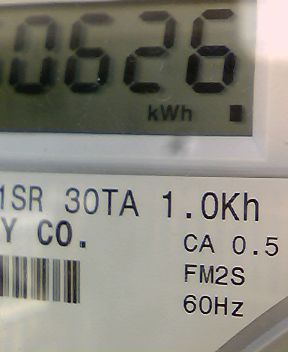 0626
kWh
1SR 30TA 1.0Kh
Y CO.
CA 0.5
FM2S
60Hz